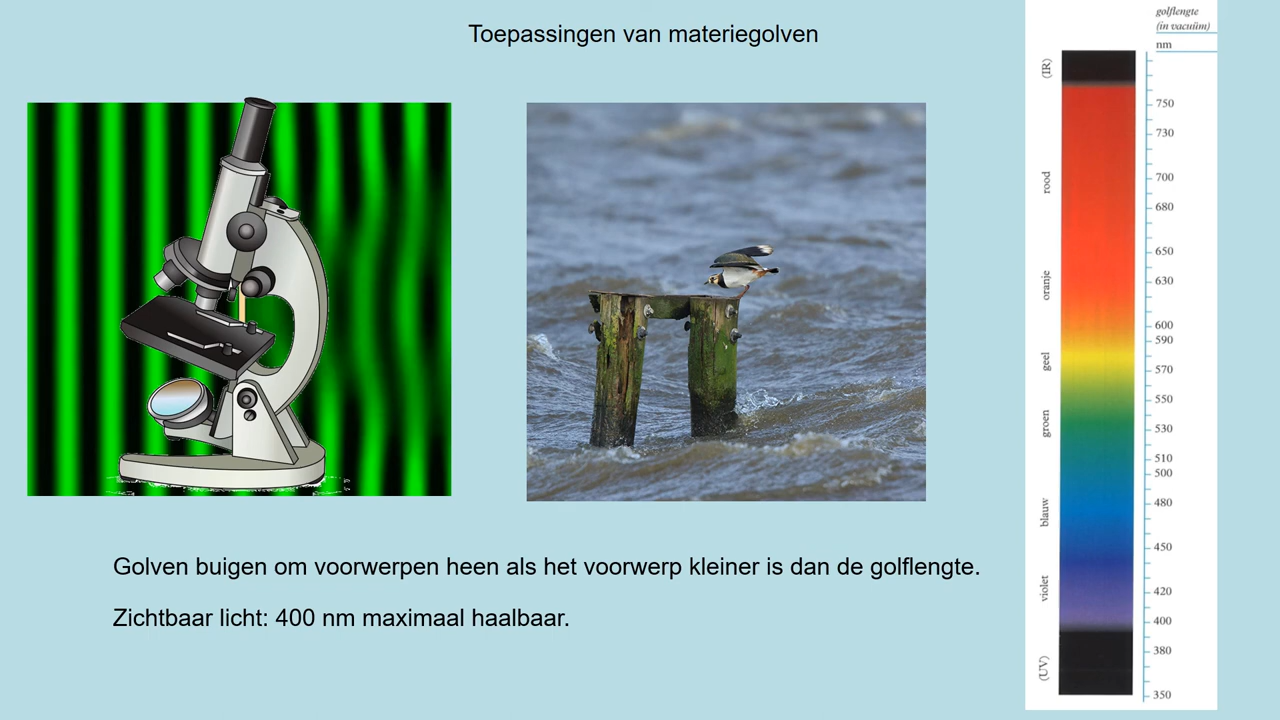 Toepassingen van materiegolven
Golven buigen om voorwerpen heen als het voorwerp kleiner is dan de golflengte.
Zichtbaar licht: 400 nm maximaal haalbaar.
golflengte
(in vacuüm)
nm
(IR)
rood
oranje
geel
groen
blauw
violet
(UV)
750
730
700
680
650
630
600
590
570
550
530
510
500
480
450
420
400
380
350